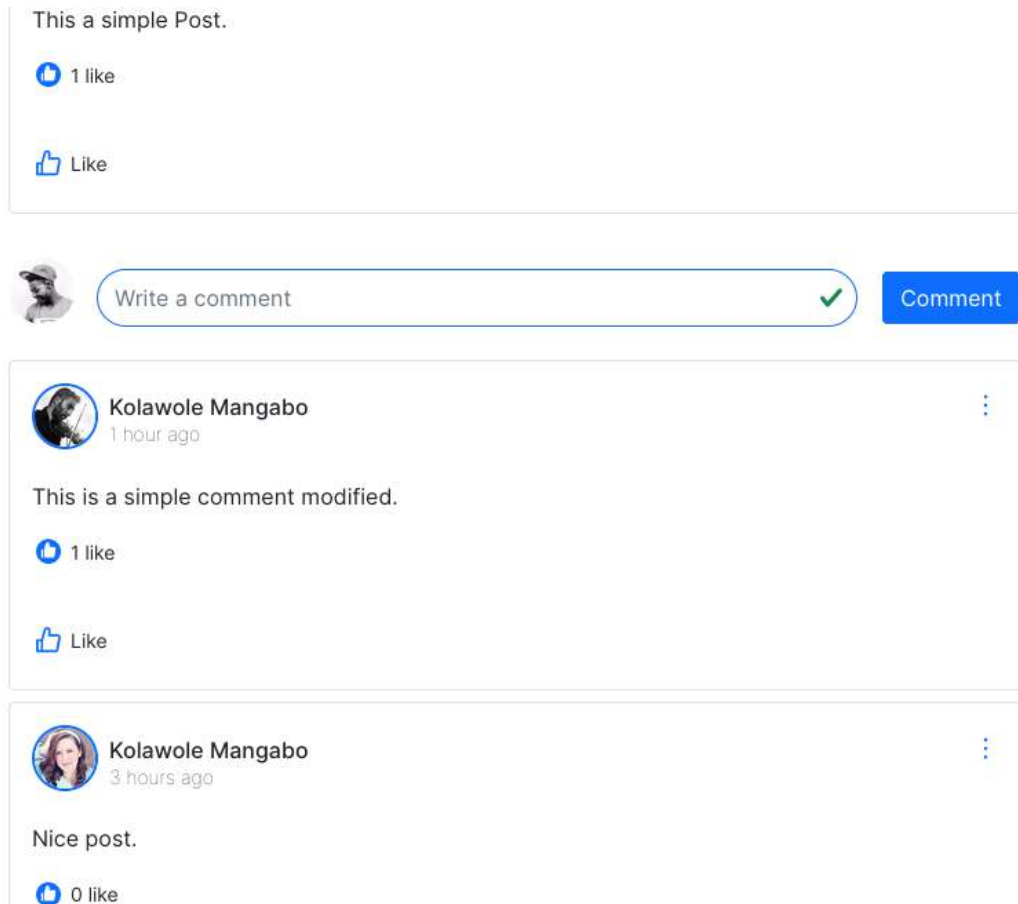 This a simple Post.
1 like
Like
Write a comment
Comment
Kolawole Mangabo
1 hour ago
This is a simple comment modified.
1 like
Like
Kolawole Mangabo
3 hours ago
Nice post.
0 like